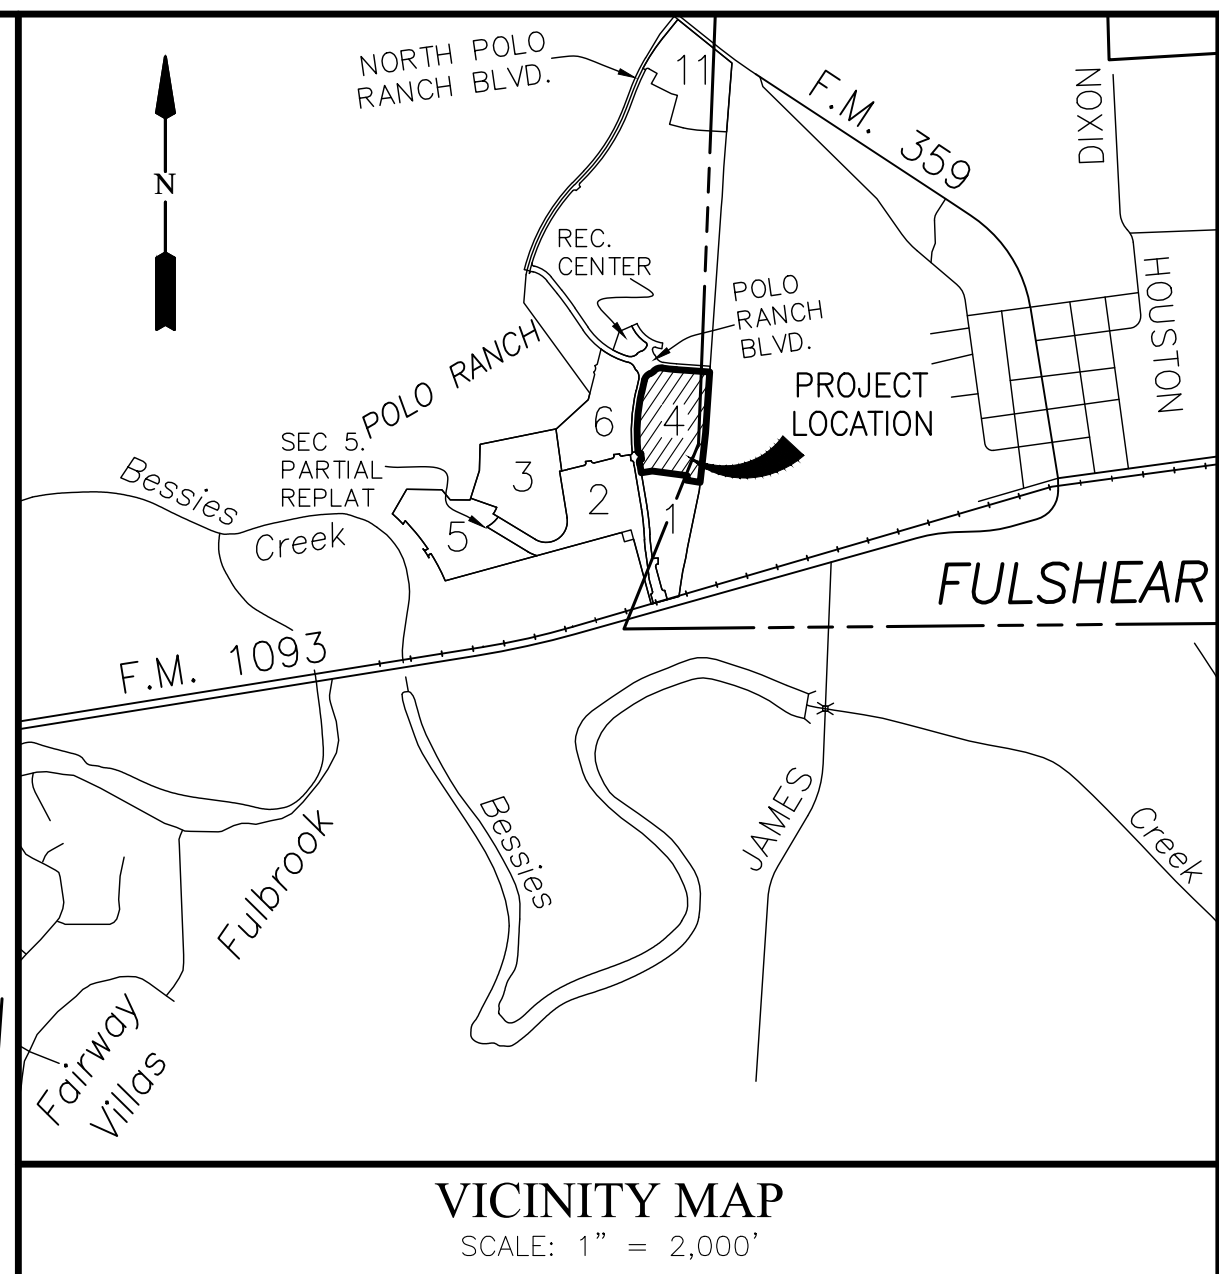 NORTH POLO
RANCH BLVD.
11
F.M. 359
DIXON
N
REC.
CENTER
POLO
RANCH
BLVD.
HOUSTON
POLO RANCH
PROJECT
LOCATION
6
4
SEC 5.
PARTIAL
REPLAT
3
2
1
5
Bessies
Creek
FULSHEAR
F.M. 1093
JAMES
Bessies
Creek
Fulbrook
Fairway
Villas
VICINITY MAP
SCALE: 1" = 2,000'